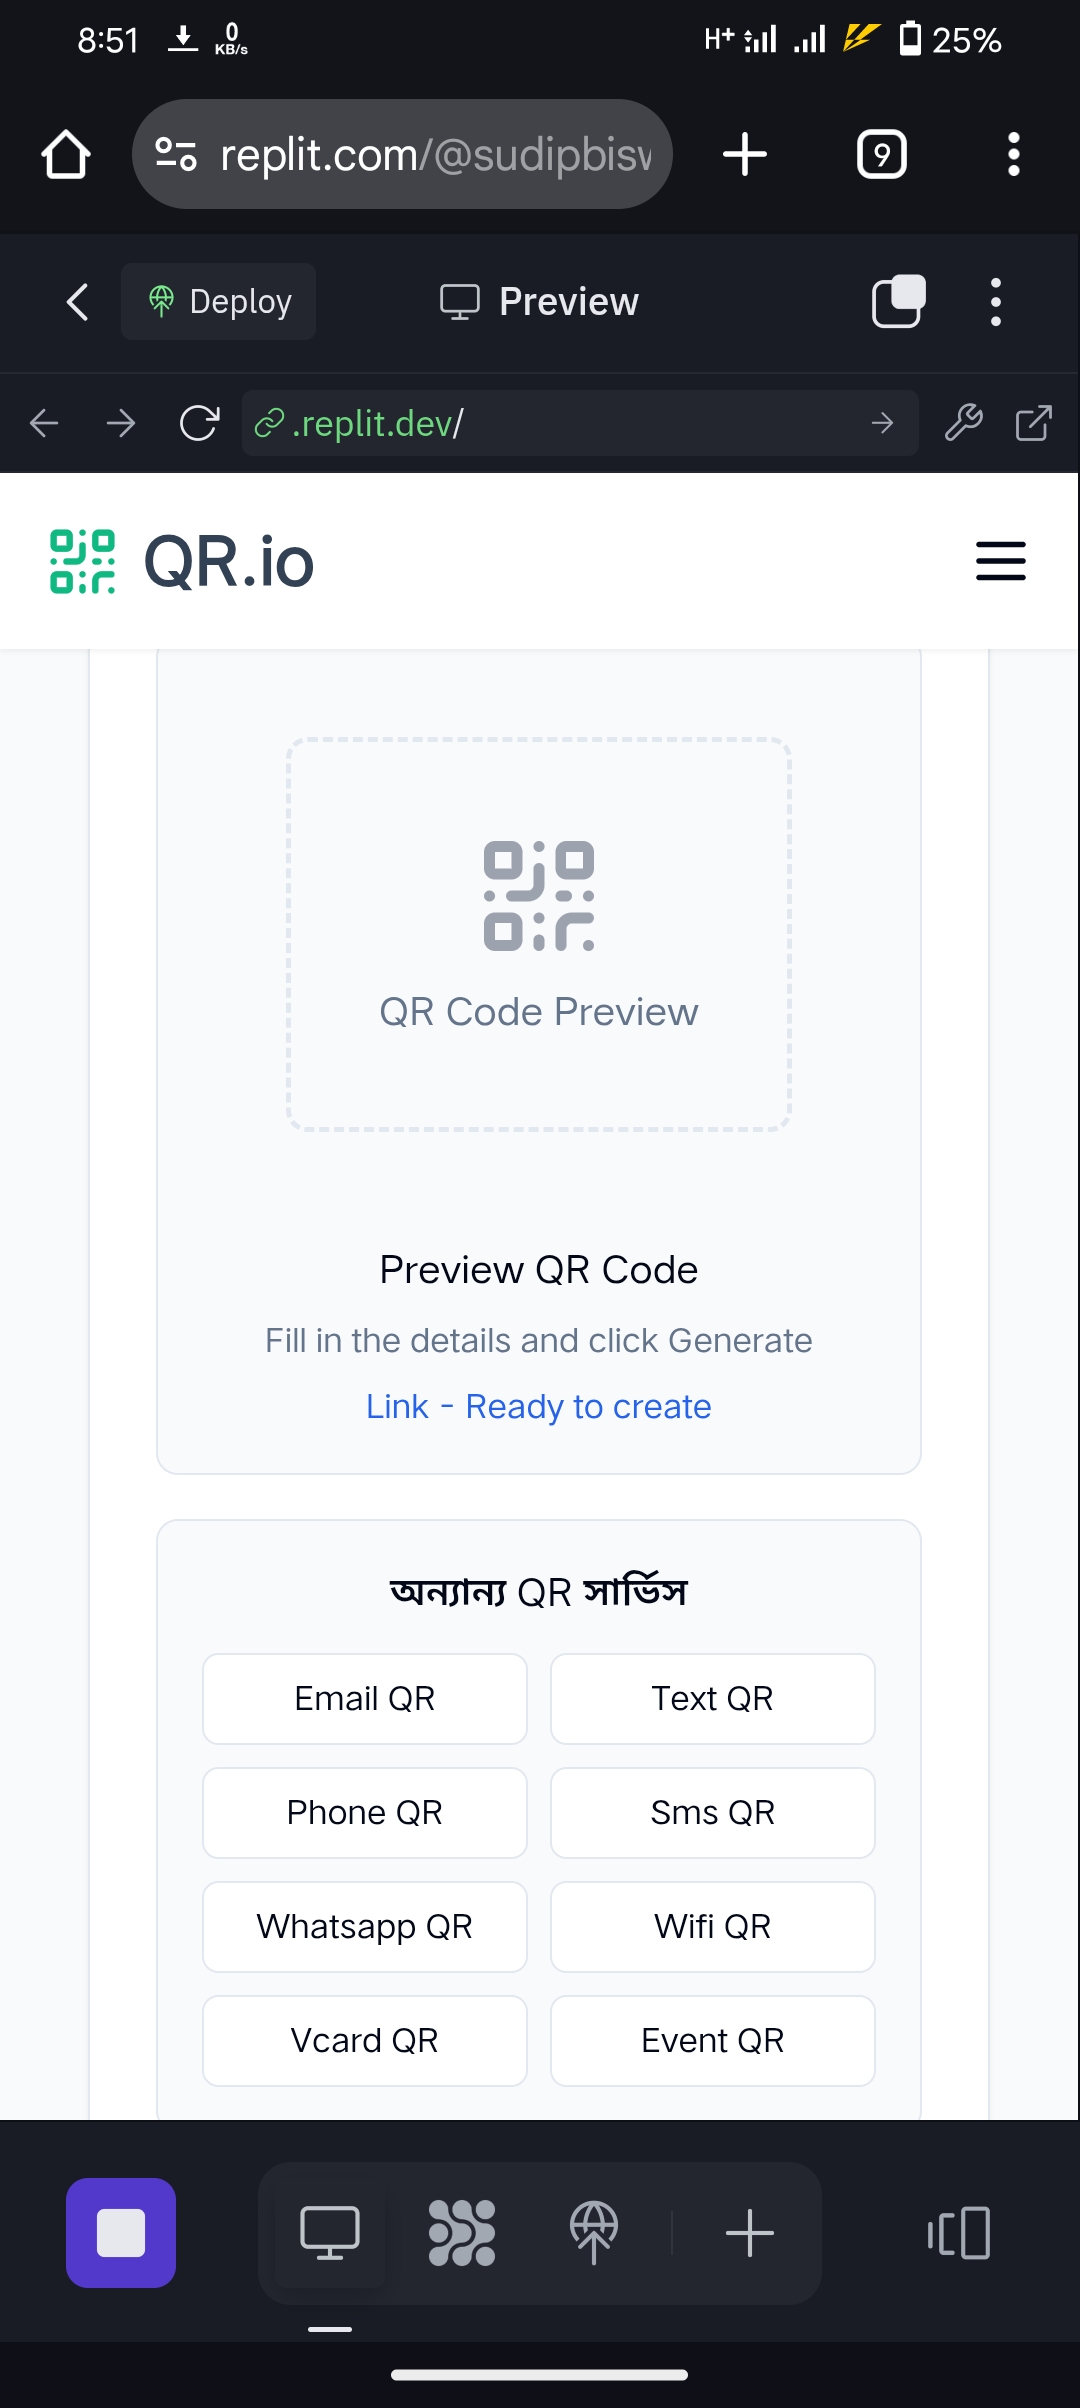 8:51
0
KB/s
H+
25%
replit.com/@sudipbisw
9
Deploy
Preview
.replit.dev/
QR.io
QR Code Preview
Preview QR Code
Fill in the details and click Generate
Link - Ready to create
অন্যান্য QR সার্ভিস
Email QR
Text QR
Phone QR
Sms QR
Whatsapp QR
Wifi QR
Vcard QR
Event QR